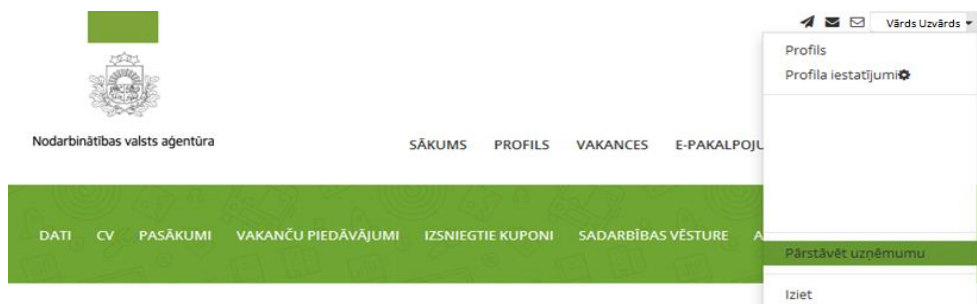 Vārds Uzvārds
Profils
Profila iestatījumi
Nodarbinātības valsts aģentūra
SĀKUMS PROFILS VAKANCES E-PAKALPOJU
DATI CV PASĀKUMI VAKANČU PIEDĀVĀJUMI IZSNIEGTIE KUPONI SADARBĪBAS VĒSTURE A
Pārstāvēt uzņēmumu
Iziet